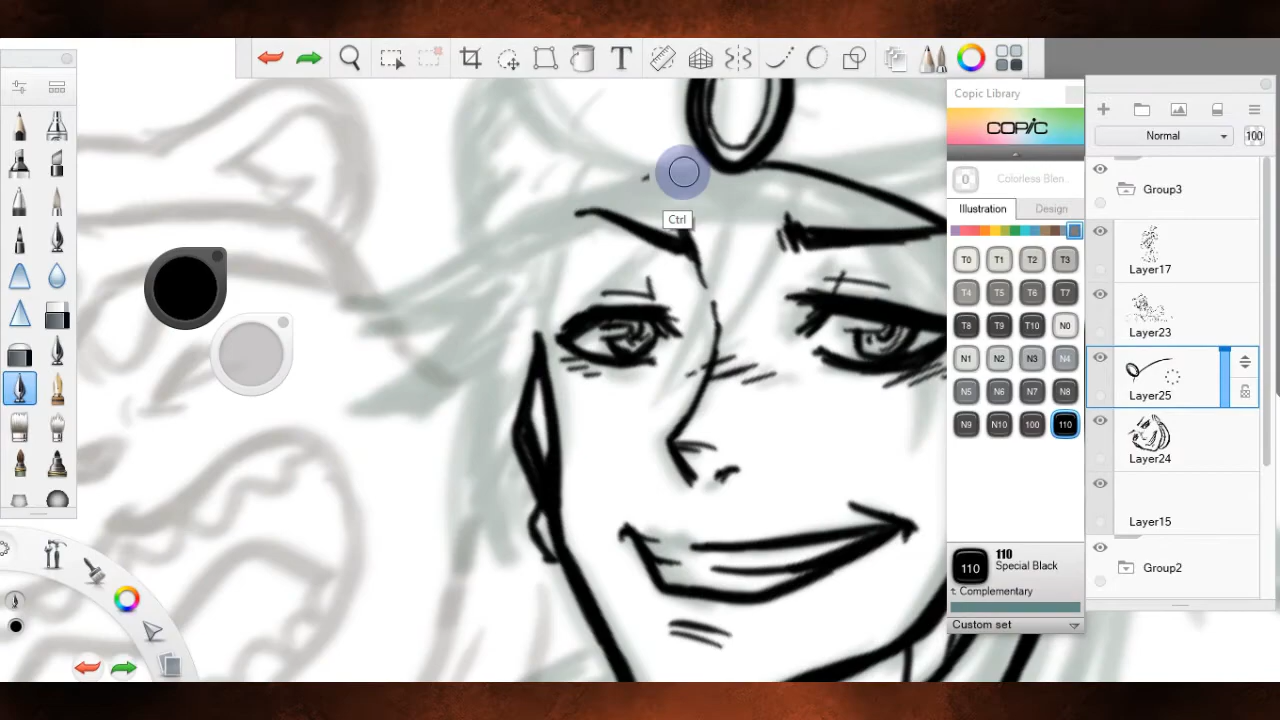 T
Copic Library
COPIC
0 Colorless Blen...
Illustration Design
T0 T1 T2 T3
T4 T5 T6 T7
T8 T9 T10 N0
N1 N2 N3 N4
N5 N6 N7 N8
N9 N10 100 110
110 110
Special Black
Complementary
Custom set
Normal 100
Group3
Layer17
Layer23
Layer25
Layer24
Layer15
Group2
Ctrl